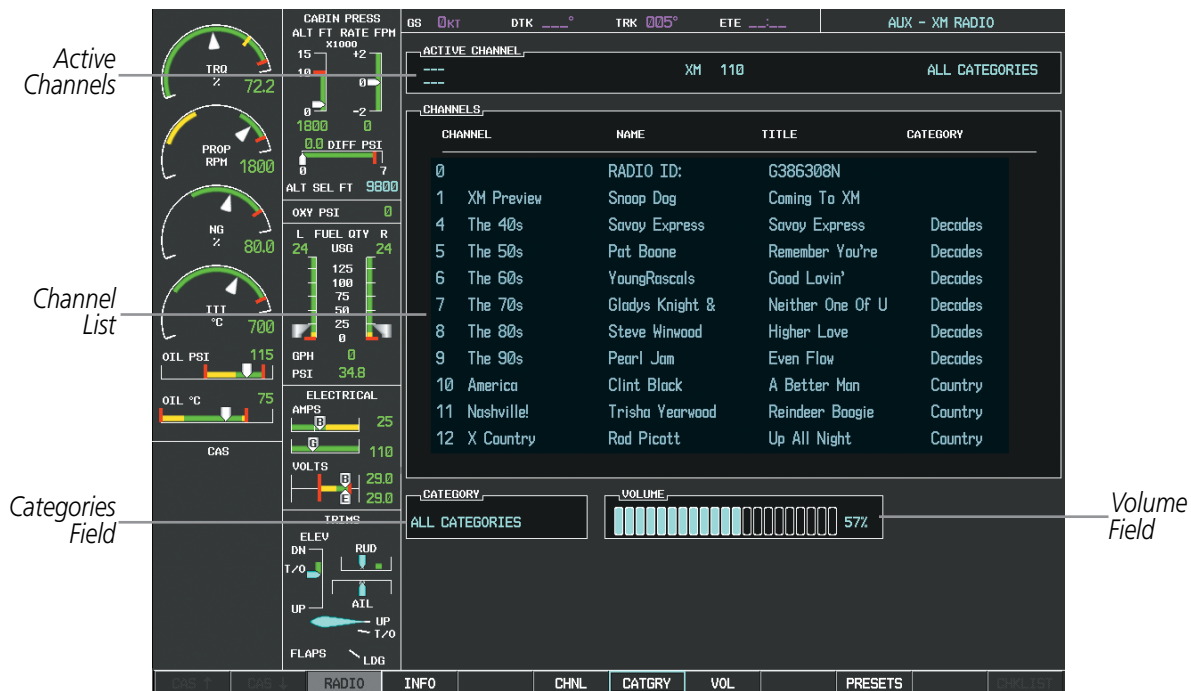 Active
Channels
Channel
List
Categories
Field
Volume
Field
TRQ
%
72.2
PROP
RPM
1800
NG
%
80.0
ITT
°C
700
OIL PSI
115
OIL °C
75
CAS
CABIN PRESS
ALT FT RATE FPM
X1000
15 +2
10 0
0 -2
1800 0
0.0 DIFF PSI
0 7
ALT SEL FT 9800
OXY PSI 0
L FUEL QTY R
24 USG 24
125
100
75
50
25
0
GPH 0
PSI 34.8
ELECTRICAL
AMPS
B 25
G 110
VOLTS
B 29.0
E 29.0
TRIMS
ELEV
DN RUD
T/O
UP AIL
UP
T/O
FLAPS LDG
GS 0KT DTK ___° TRK 005° ETE __:__ AUX - XM RADIO
ACTIVE CHANNEL
---
---
XM 110 ALL CATEGORIES
CHANNELS
CHANNEL NAME TITLE CATEGORY
0 RADIO ID: G386308N
1 XM Preview Snoop Dog Coming To XM
4 The 40s Savoy Express Savoy Express Decades
5 The 50s Pat Boone Remember You're Decades
6 The 60s YoungRascals Good Lovin' Decades
7 The 70s Gladys Knight & Neither One Of U Decades
8 The 80s Steve Winwood Higher Love Decades
9 The 90s Pearl Jam Even Flow Decades
10 America Clint Black A Better Man Country
11 Nashville! Trisha Yearwood Reindeer Boogie Country
12 X Country Rod Picott Up All Night Country
CATEGORY
ALL CATEGORIES
VOLUME
57%
CAS ↑ CAS ↓ RADIO INFO CHNL CATGRY VOL PRESETS CHKLIST